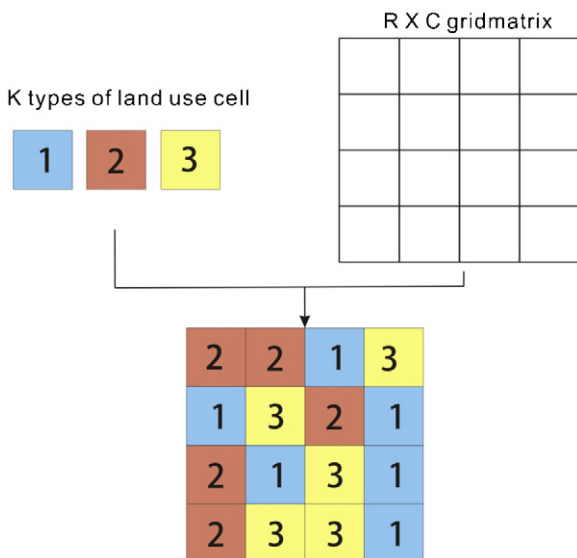 R X C gridmatrix
K types of land use cell
1 2 3
2 2 1 3
1 3 2 1
2 1 3 1
2 3 3 1